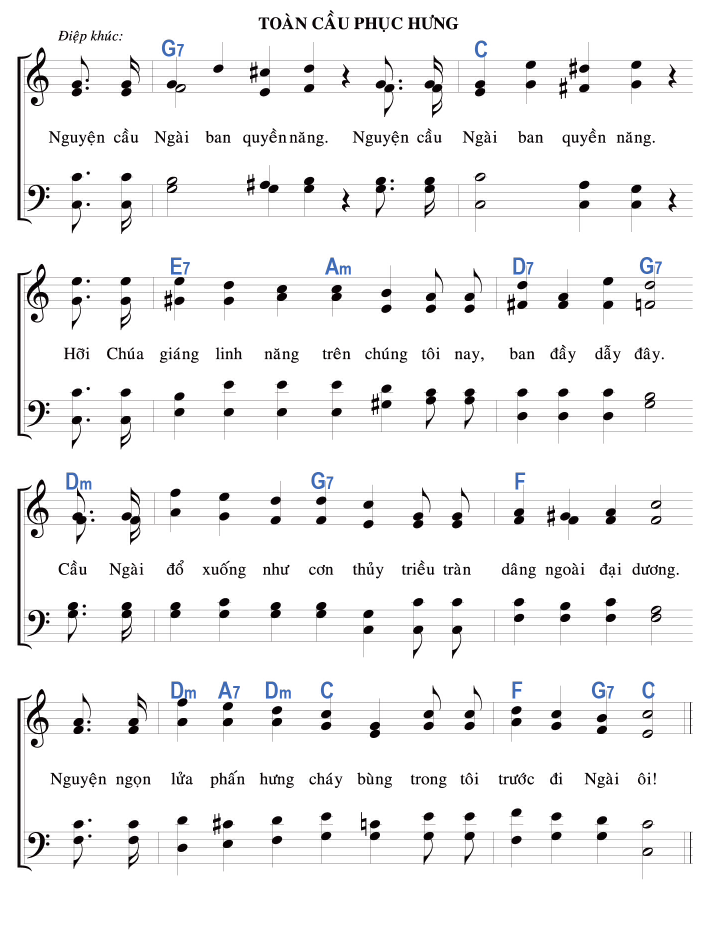 TOÀN CẦU PHỤC HƯNG
Điệp khúc:
G7 C
Nguyện cầu Ngài ban quyền năng. Nguyện cầu Ngài ban quyền năng.
E7 Am D7 G7
Hỡi Chúa giáng linh năng trên chúng tôi nay, ban đầy dẫy đây.
Dm G7 F
Cầu Ngài đổ xuống như cơn thủy triều tràn dâng ngoài đại dương.
Dm A7 Dm C F G7 C
Nguyện ngọn lửa phấn hưng cháy bùng trong tôi trước đi Ngài ôi!